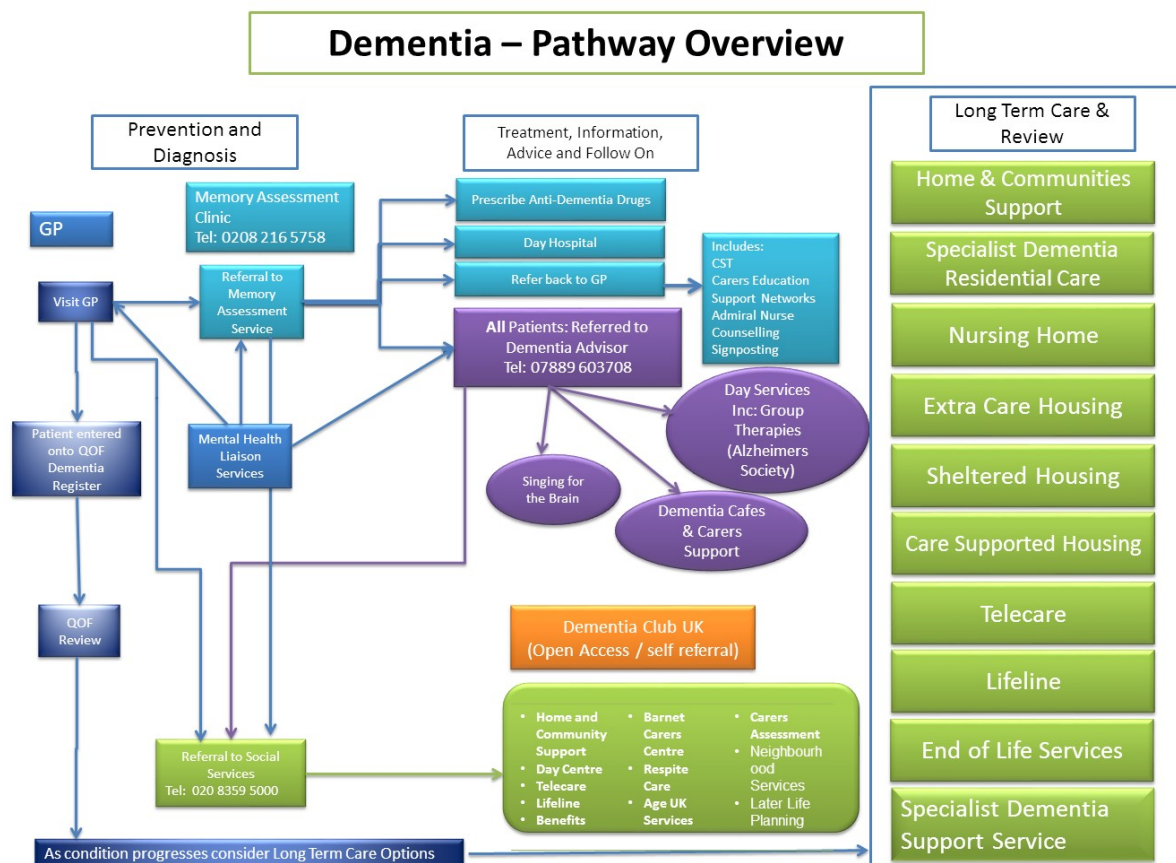 Dementia – Pathway Overview
Prevention and
Diagnosis
Treatment, Information,
Advice and Follow On
Long Term Care &
Review
GP
Memory Assessment
Clinic
Tel: 0208 216 5758
Visit GP
Referral to
Memory
Assessment
Service
Prescribe Anti-Dementia Drugs
Day Hospital
Refer back to GP
Includes:
CST
Carers Education
Support Networks
Admiral Nurse
Counselling
Signposting
All Patients: Referred to
Dementia Advisor
Tel: 07889 603708
Patient entered
onto QOF
Dementia
Register
Mental Health
Liaison
Services
Singing for
the Brain
Day Services
Inc: Group
Therapies
(Alzheimers
Society)
Dementia Cafes
& Carers
Support
QOF
Review
Dementia Club UK
(Open Access / self referral)
Referral to Social
Services
Tel: 020 8359 5000
• Home and
Community
Support
• Day Centre
• Telecare
• Lifeline
• Benefits
• Barnet
Carers
Centre
• Respite
Care
• Age UK
Services
• Carers
Assessment
• Neighbourh
ood
Services
• Later Life
Planning
As condition progresses consider Long Term Care Options
Home & Communities
Support
Specialist Dementia
Residential Care
Nursing Home
Extra Care Housing
Sheltered Housing
Care Supported Housing
Telecare
Lifeline
End of Life Services
Specialist Dementia
Support Service